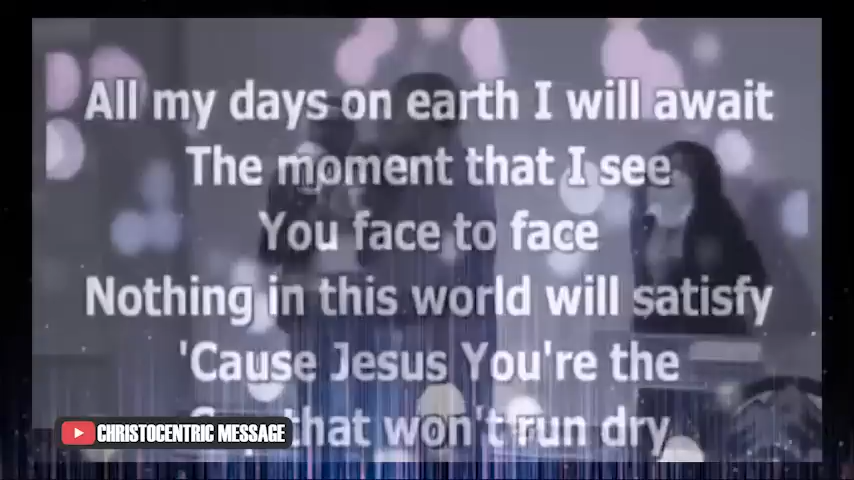 All my days on earth I will await
The moment that I see
You face to face
Nothing in this world will satisfy
'Cause Jesus You're the
that won't run dry
CHRISTOCENTRIC MESSAGE